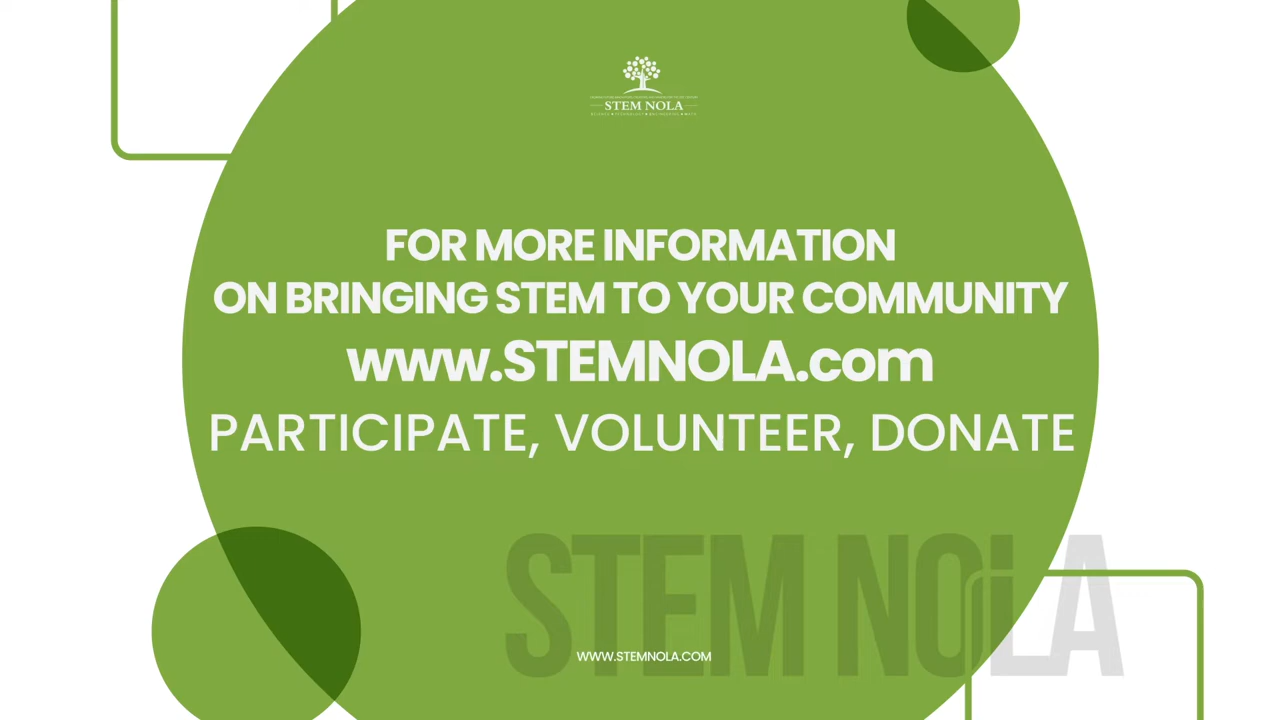 STEM NOLA
FOR MORE INFORMATION
ON BRINGING STEM TO YOUR COMMUNITY
www.STEMNOLA.com
PARTICIPATE, VOLUNTEER, DONATE
STEM NOLA
WWW.STEMNOLA.COM